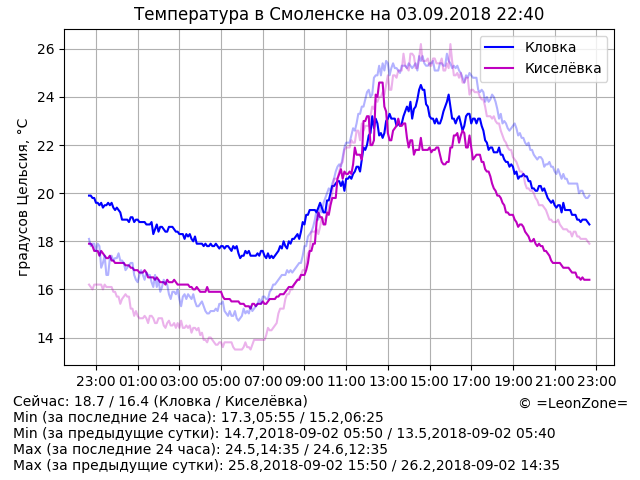 Температура в Смоленске на 03.09.2018 22:40
градусов Цельсия, °C
26
24
22
20
18
16
14
Кловка
Киселёвка
23:00 01:00 03:00 05:00 07:00 09:00 11:00 13:00 15:00 17:00 19:00 21:00 23:00
Сейчас: 18.7 / 16.4 (Кловка / Киселёвка)
© =LeonZone=
Min (за последние 24 часа): 17.3,05:55 / 15.2,06:25
Min (за предыдущие сутки): 14.7,2018-09-02 05:50 / 13.5,2018-09-02 05:40
Max (за последние 24 часа): 24.5,14:35 / 24.6,12:35
Max (за предыдущие сутки): 25.8,2018-09-02 15:50 / 26.2,2018-09-02 14:35